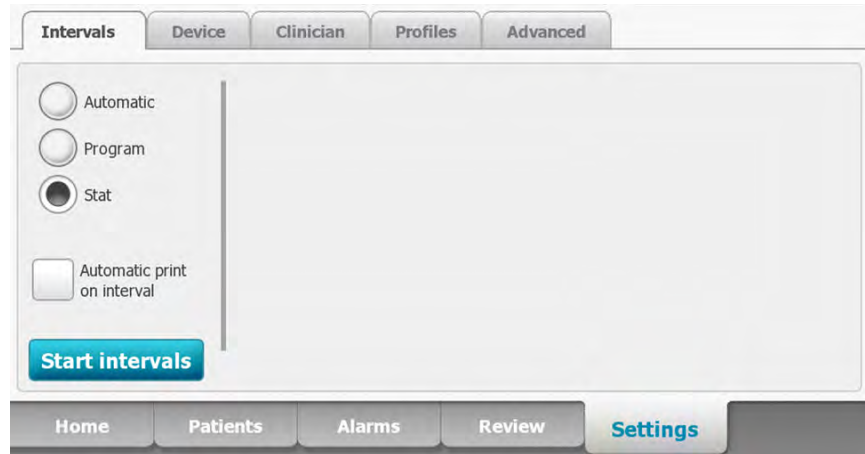 Intervals
Device
Clinician
Profiles
Advanced
Automatic
Program
Stat
Automatic print
on interval
Start intervals
Home
Patients
Alarms
Review
Settings